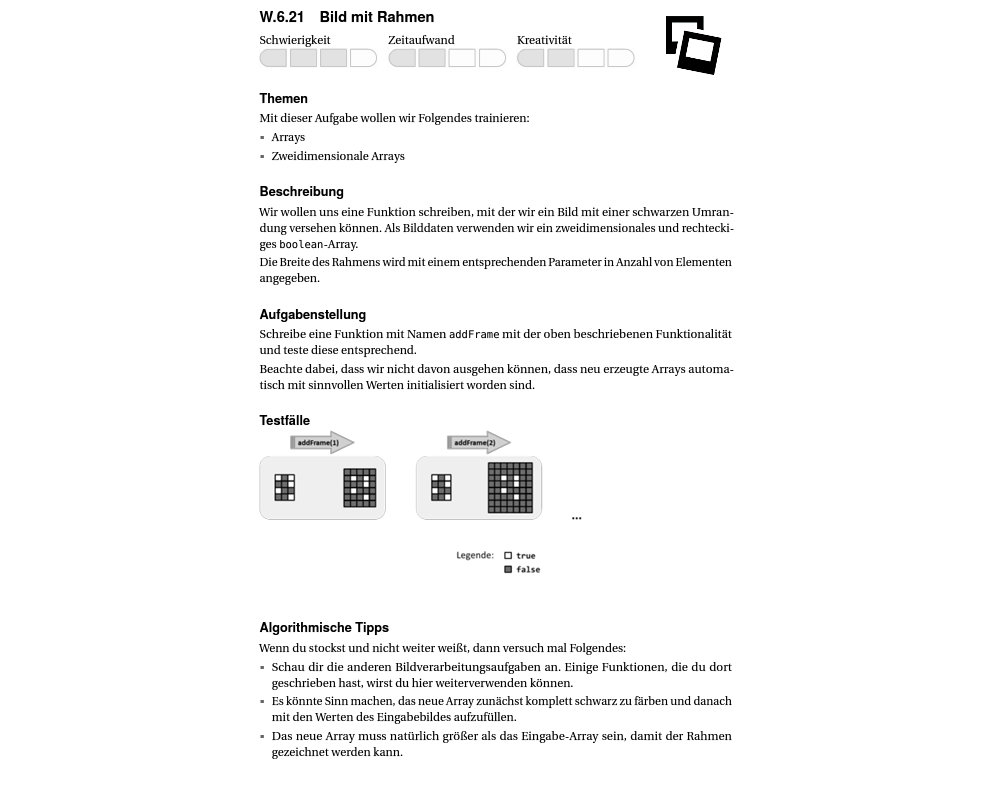 W.6.21 Bild mit Rahmen
Schwierigkeit Zeitaufwand Kreativität
Themen
Mit dieser Aufgabe wollen wir Folgendes trainieren:
▪ Arrays
▪ Zweidimensionale Arrays
Beschreibung
Wir wollen uns eine Funktion schreiben, mit der wir ein Bild mit einer schwarzen Umran-
dung versehen können. Als Bilddaten verwenden wir ein zweidimensionales und rechtecki-
ges boolean-Array.
Die Breite des Rahmens wird mit einem entsprechenden Parameter in Anzahl von Elementen
angegeben.
Aufgabenstellung
Schreibe eine Funktion mit Namen addFrame mit der oben beschriebenen Funktionalität
und teste diese entsprechend.
Beachte dabei, dass wir nicht davon ausgehen können, dass neu erzeugte Arrays automa-
tisch mit sinnvollen Werten initialisiert worden sind.
Testfälle
addFrame(1) addFrame(2)
...
Legende: true
false
Algorithmische Tipps
Wenn du stockst und nicht weiter weißt, dann versuch mal Folgendes:
▪ Schau dir die anderen Bildverarbeitungsaufgaben an. Einige Funktionen, die du dort
geschrieben hast, wirst du hier weiterverwenden können.
▪ Es könnte Sinn machen, das neue Array zunächst komplett schwarz zu färben und danach
mit den Werten des Eingabebildes aufzufüllen.
▪ Das neue Array muss natürlich größer als das Eingabe-Array sein, damit der Rahmen
gezeichnet werden kann.